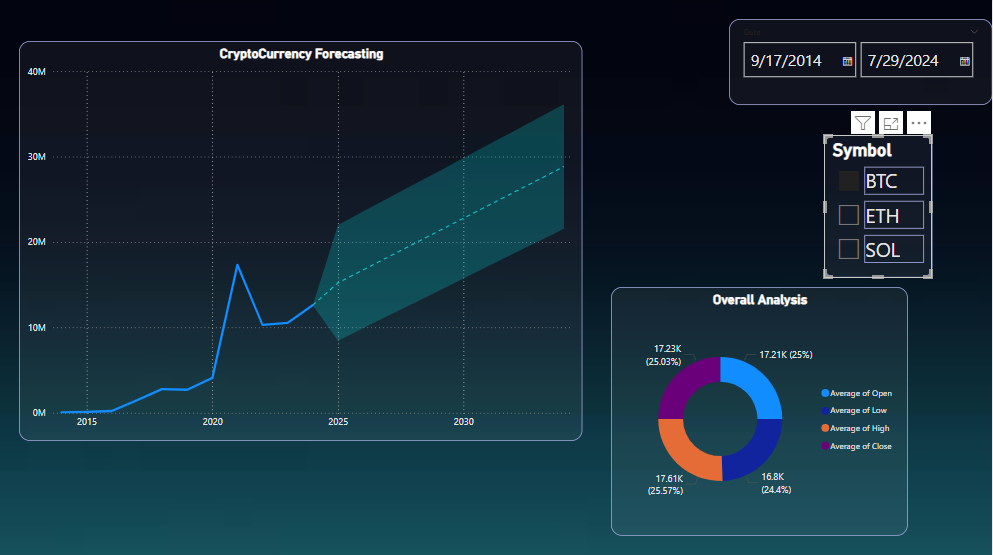 CryptoCurrency Forecasting
40M
30M
20M
10M
0M
2015
2020
2025
2030
9/17/2014
7/29/2024
Symbol
BTC
ETH
SOL
Overall Analysis
17.23K
(25.03%)
17.21K (25%)
17.61K
(25.57%)
16.8K
(24.4%)
Average of Open
Average of Low
Average of High
Average of Close